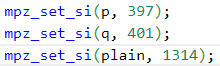 mpz_set_si(p, 397);
mpz_set_si(q, 401);
mpz_set_si(plain, 1314);